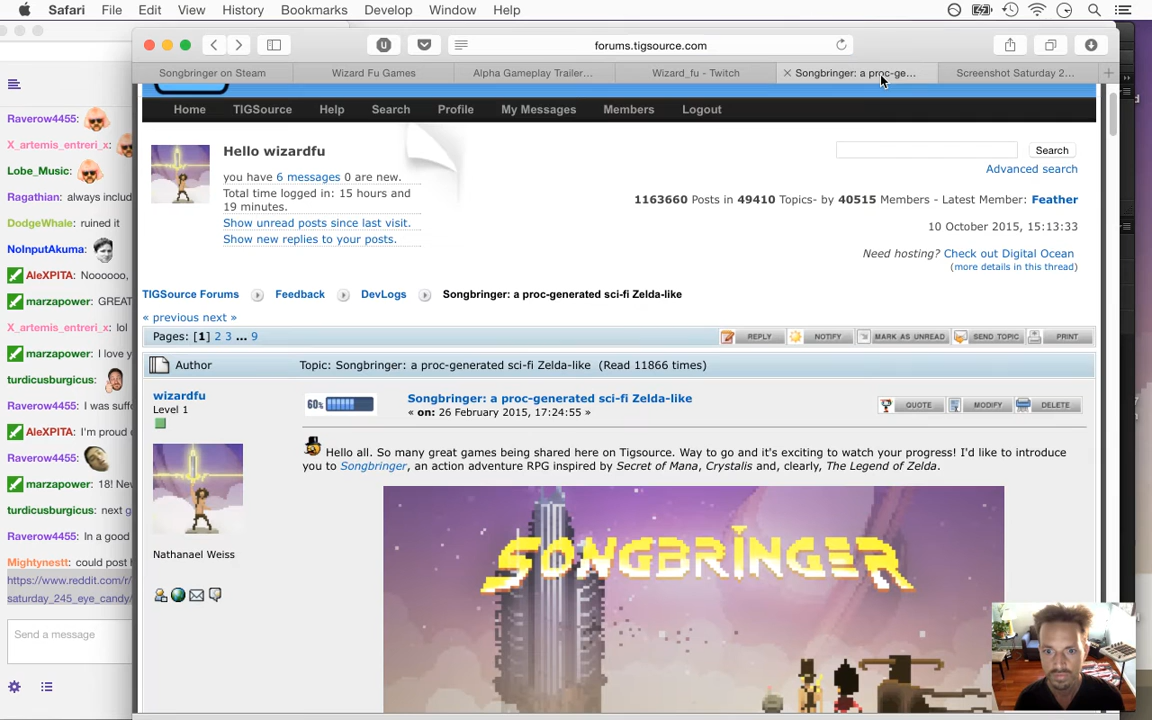 Safari File Edit View History Bookmarks Develop Window Help
forums.tigsource.com
Songbringer on Steam
Wizard Fu Games
Alpha Gameplay Trailer...
Wizard_fu - Twitch
Songbringer: a proc-ge...
Screenshot Saturday 2...
Home TIGSource Help Search Profile My Messages Members Logout
Hello wizardfu
you have 6 messages 0 are new.
Total time logged in: 15 hours and
19 minutes.
Show unread posts since last visit.
Show new replies to your posts.
Search
Advanced search
1163660 Posts in 49410 Topics- by 40515 Members - Latest Member: Feather
10 October 2015, 15:13:33
Need hosting? Check out Digital Ocean
(more details in this thread)
TIGSource Forums Feedback DevLogs Songbringer: a proc-generated sci-fi Zelda-like
« previous next »
Pages: [1] 2 3 ... 9
REPLY NOTIFY MARK AS UNREAD SEND TOPIC PRINT
Author Topic: Songbringer: a proc-generated sci-fi Zelda-like (Read 11866 times)
wizardfu
Level 1
Nathanael Weiss
60%
Songbringer: a proc-generated sci-fi Zelda-like
« on: 26 February 2015, 17:24:55 »
QUOTE MODIFY DELETE
Hello all. So many great games being shared here on Tigsource. Way to go and it's exciting to watch your progress! I'd like to introduce
you to Songbringer, an action adventure RPG inspired by Secret of Mana, Crystalis and, clearly, The Legend of Zelda.
SONGBRINGER
Raverow4455:
X_artemis_entreri_x:
Lobe_Music:
Ragathian: always includ
DodgeWhale: ruined it
NoInputAkuma:
AleXPITA: Noooooo,
marzapower: GREAT
X_artemis_entreri_x: lol
marzapower: I love y
turdicusburgicus:
Raverow4455: I was suff
AleXPITA: I'm proud
Raverow4455:
marzapower: 18! Nev
turdicusburgicus: next g
Raverow4455: In a good
Mightynestt: could post
https://www.reddit.com/r/
saturday_245_eye_candy/
Send a message